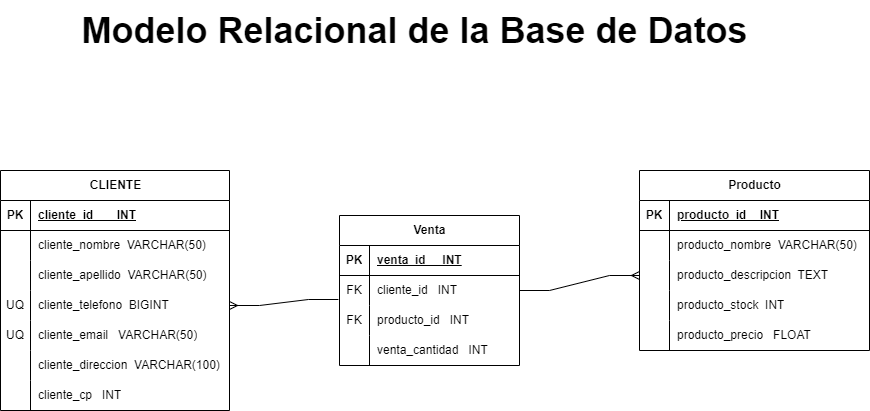 Modelo Relacional de la Base de Datos
CLIENTE
PK cliente_id INT
cliente_nombre VARCHAR(50)
cliente_apellido VARCHAR(50)
UQ cliente_telefono BIGINT
UQ cliente_email VARCHAR(50)
cliente_direccion VARCHAR(100)
cliente_cp INT
Venta
PK venta_id INT
FK cliente_id INT
FK producto_id INT
venta_cantidad INT
Producto
PK producto_id INT
producto_nombre VARCHAR(50)
producto_descripcion TEXT
producto_stock INT
producto_precio FLOAT